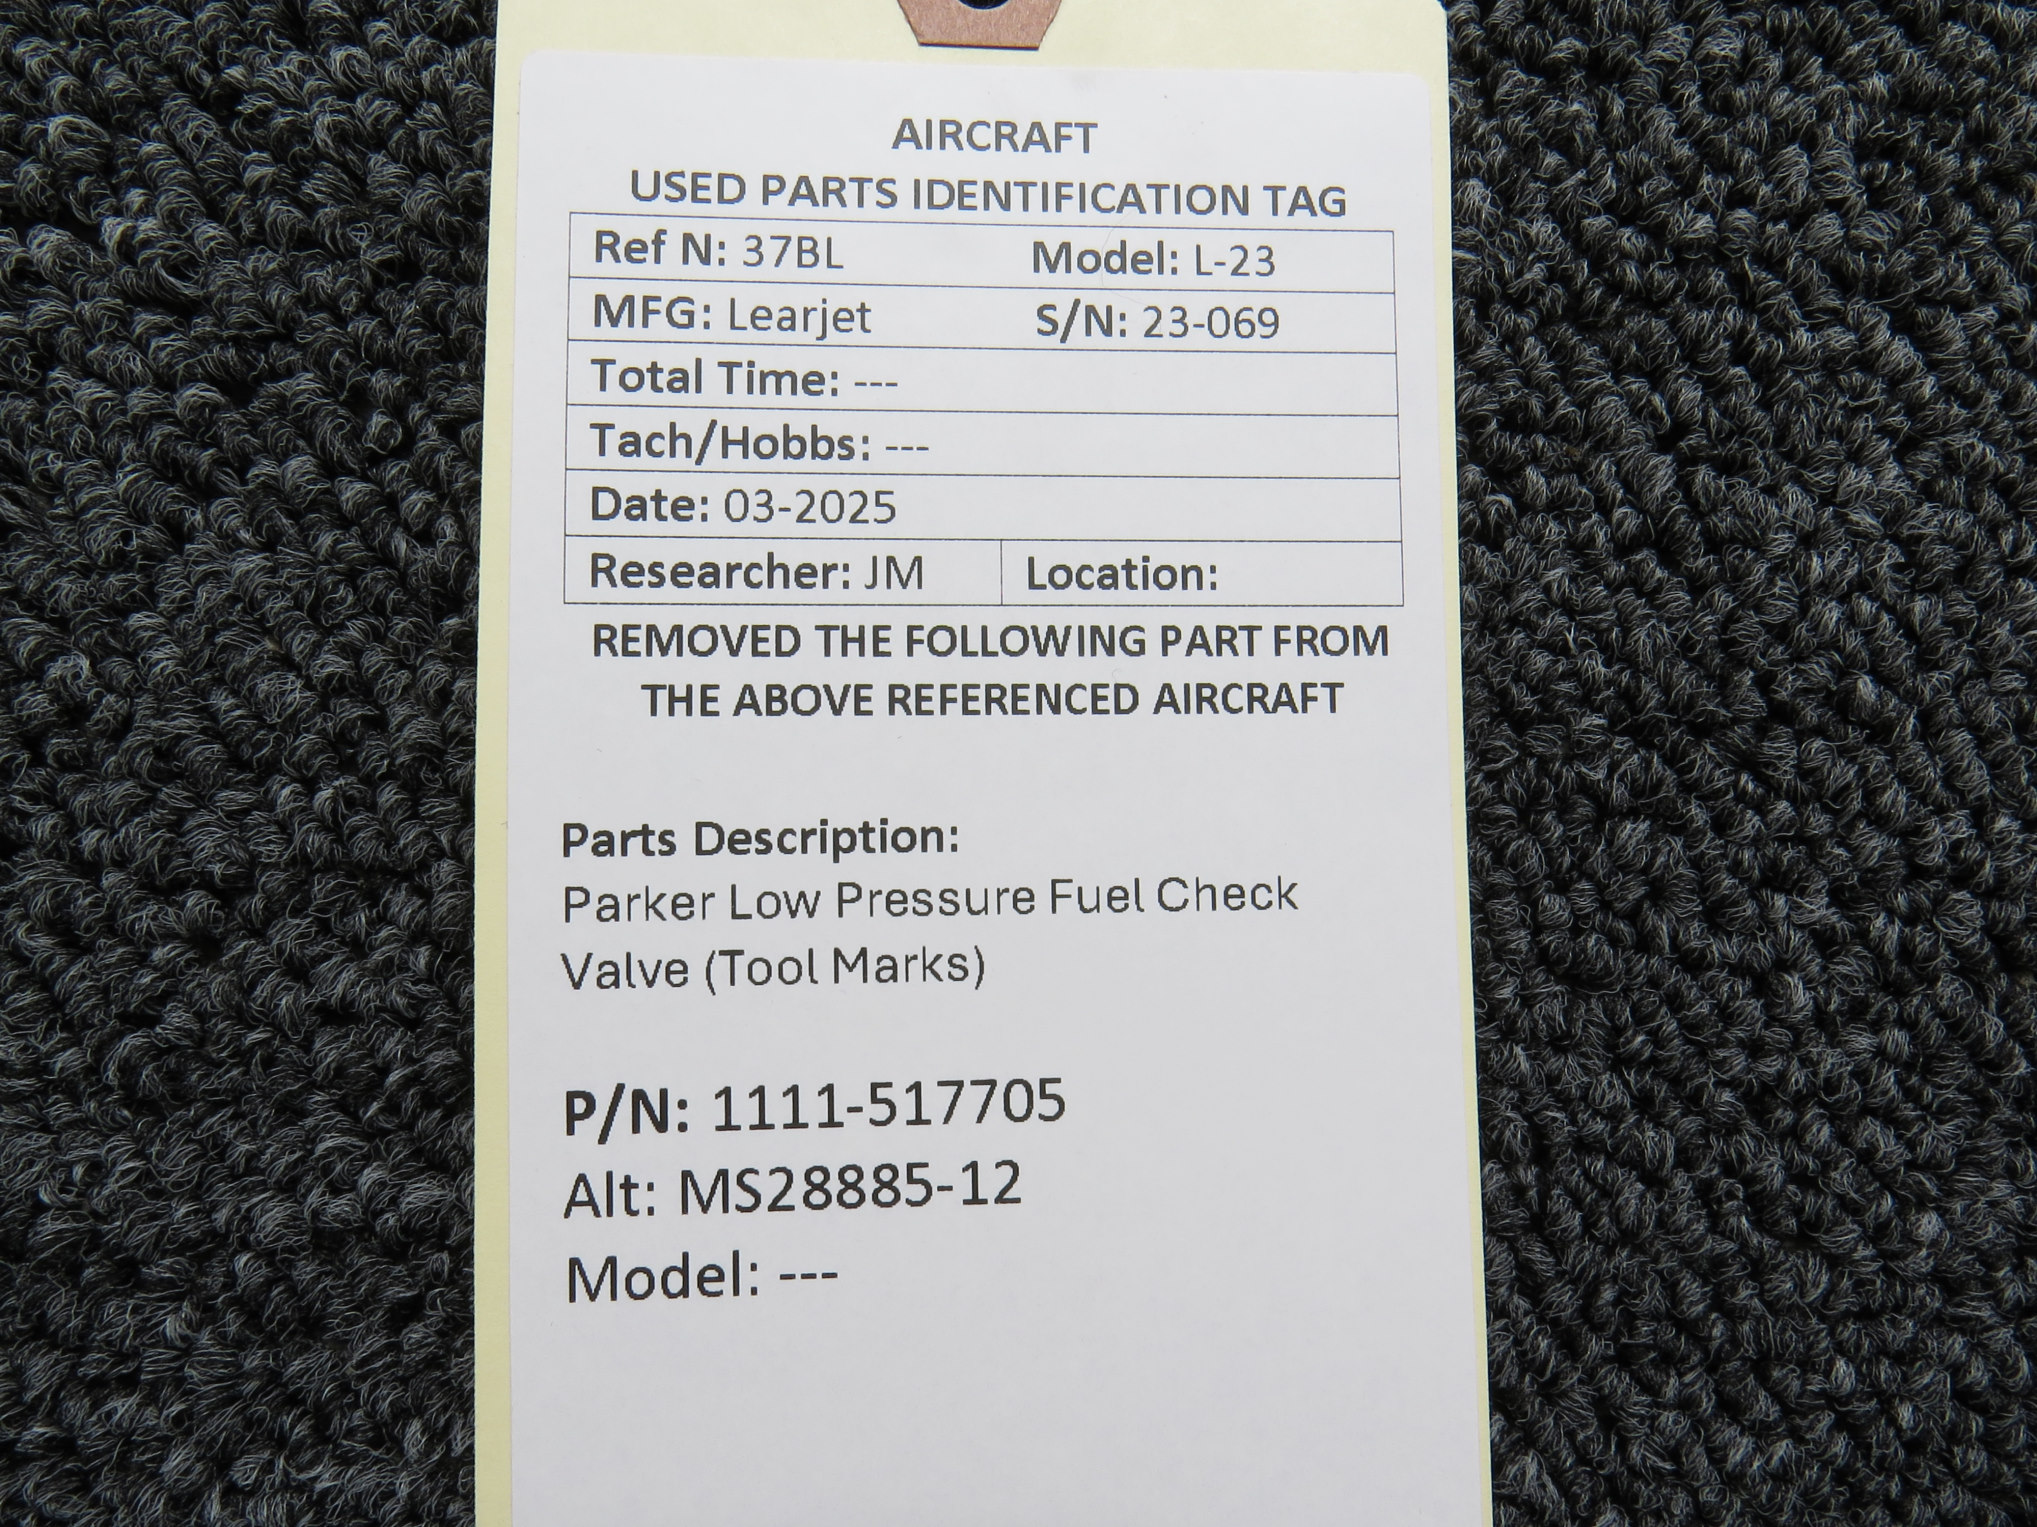 AIRCRAFT
USED PARTS IDENTIFICATION TAG
Ref N: 37BL Model: L-23
MFG: Learjet S/N: 23-069
Total Time: ---
Tach/Hobbs: ---
Date: 03-2025
Researcher: JM Location:
REMOVED THE FOLLOWING PART FROM
THE ABOVE REFERENCED AIRCRAFT
Parts Description:
Parker Low Pressure Fuel Check
Valve (Tool Marks)
P/N: 1111-517705
Alt: MS28885-12
Model: ---